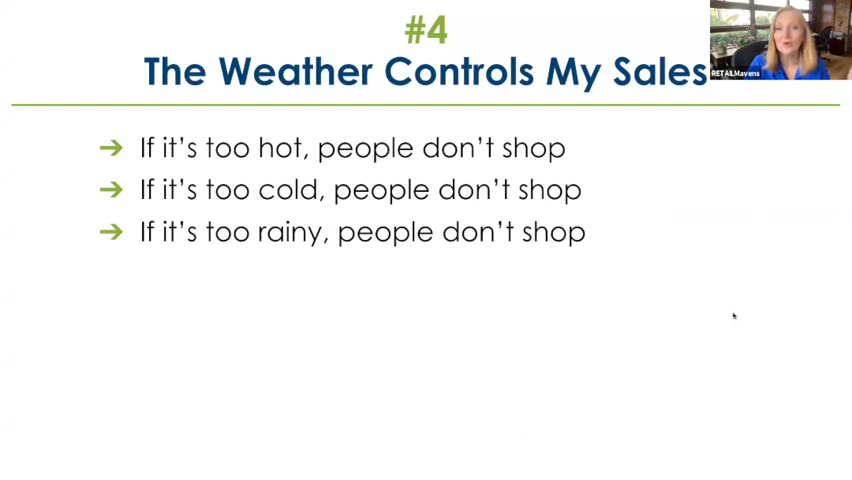 #4
The Weather Controls My Sales
RETAILMavens
➔ If it's too hot, people don't shop
➔ If it's too cold, people don't shop
➔ If it's too rainy, people don't shop